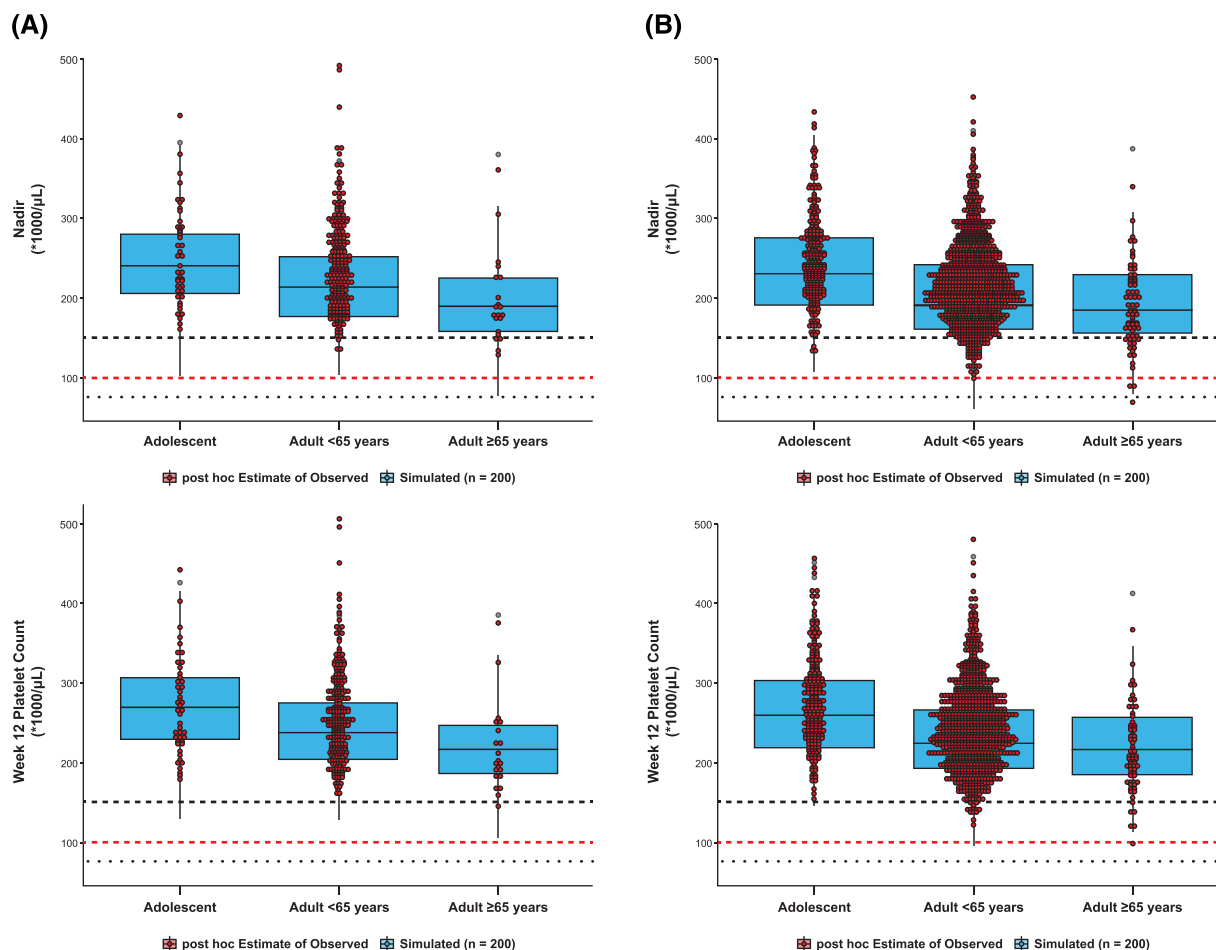 (A)
500
400
300
200
100
Nadir
(*1000/μL)
Adolescent
Adult <65 years
Adult ≥65 years
post hoc Estimate of Observed
Simulated (n = 200)
(B)
500
400
300
200
100
Nadir
(*1000/μL)
Adolescent
Adult <65 years
Adult ≥65 years
post hoc Estimate of Observed
Simulated (n = 200)
500
400
300
200
100
Week 12 Platelet Count
(*1000/μL)
Adolescent
Adult <65 years
Adult ≥65 years
post hoc Estimate of Observed
Simulated (n = 200)
500
400
300
200
100
Week 12 Platelet Count
(*1000/μL)
Adolescent
Adult <65 years
Adult ≥65 years
post hoc Estimate of Observed
Simulated (n = 200)